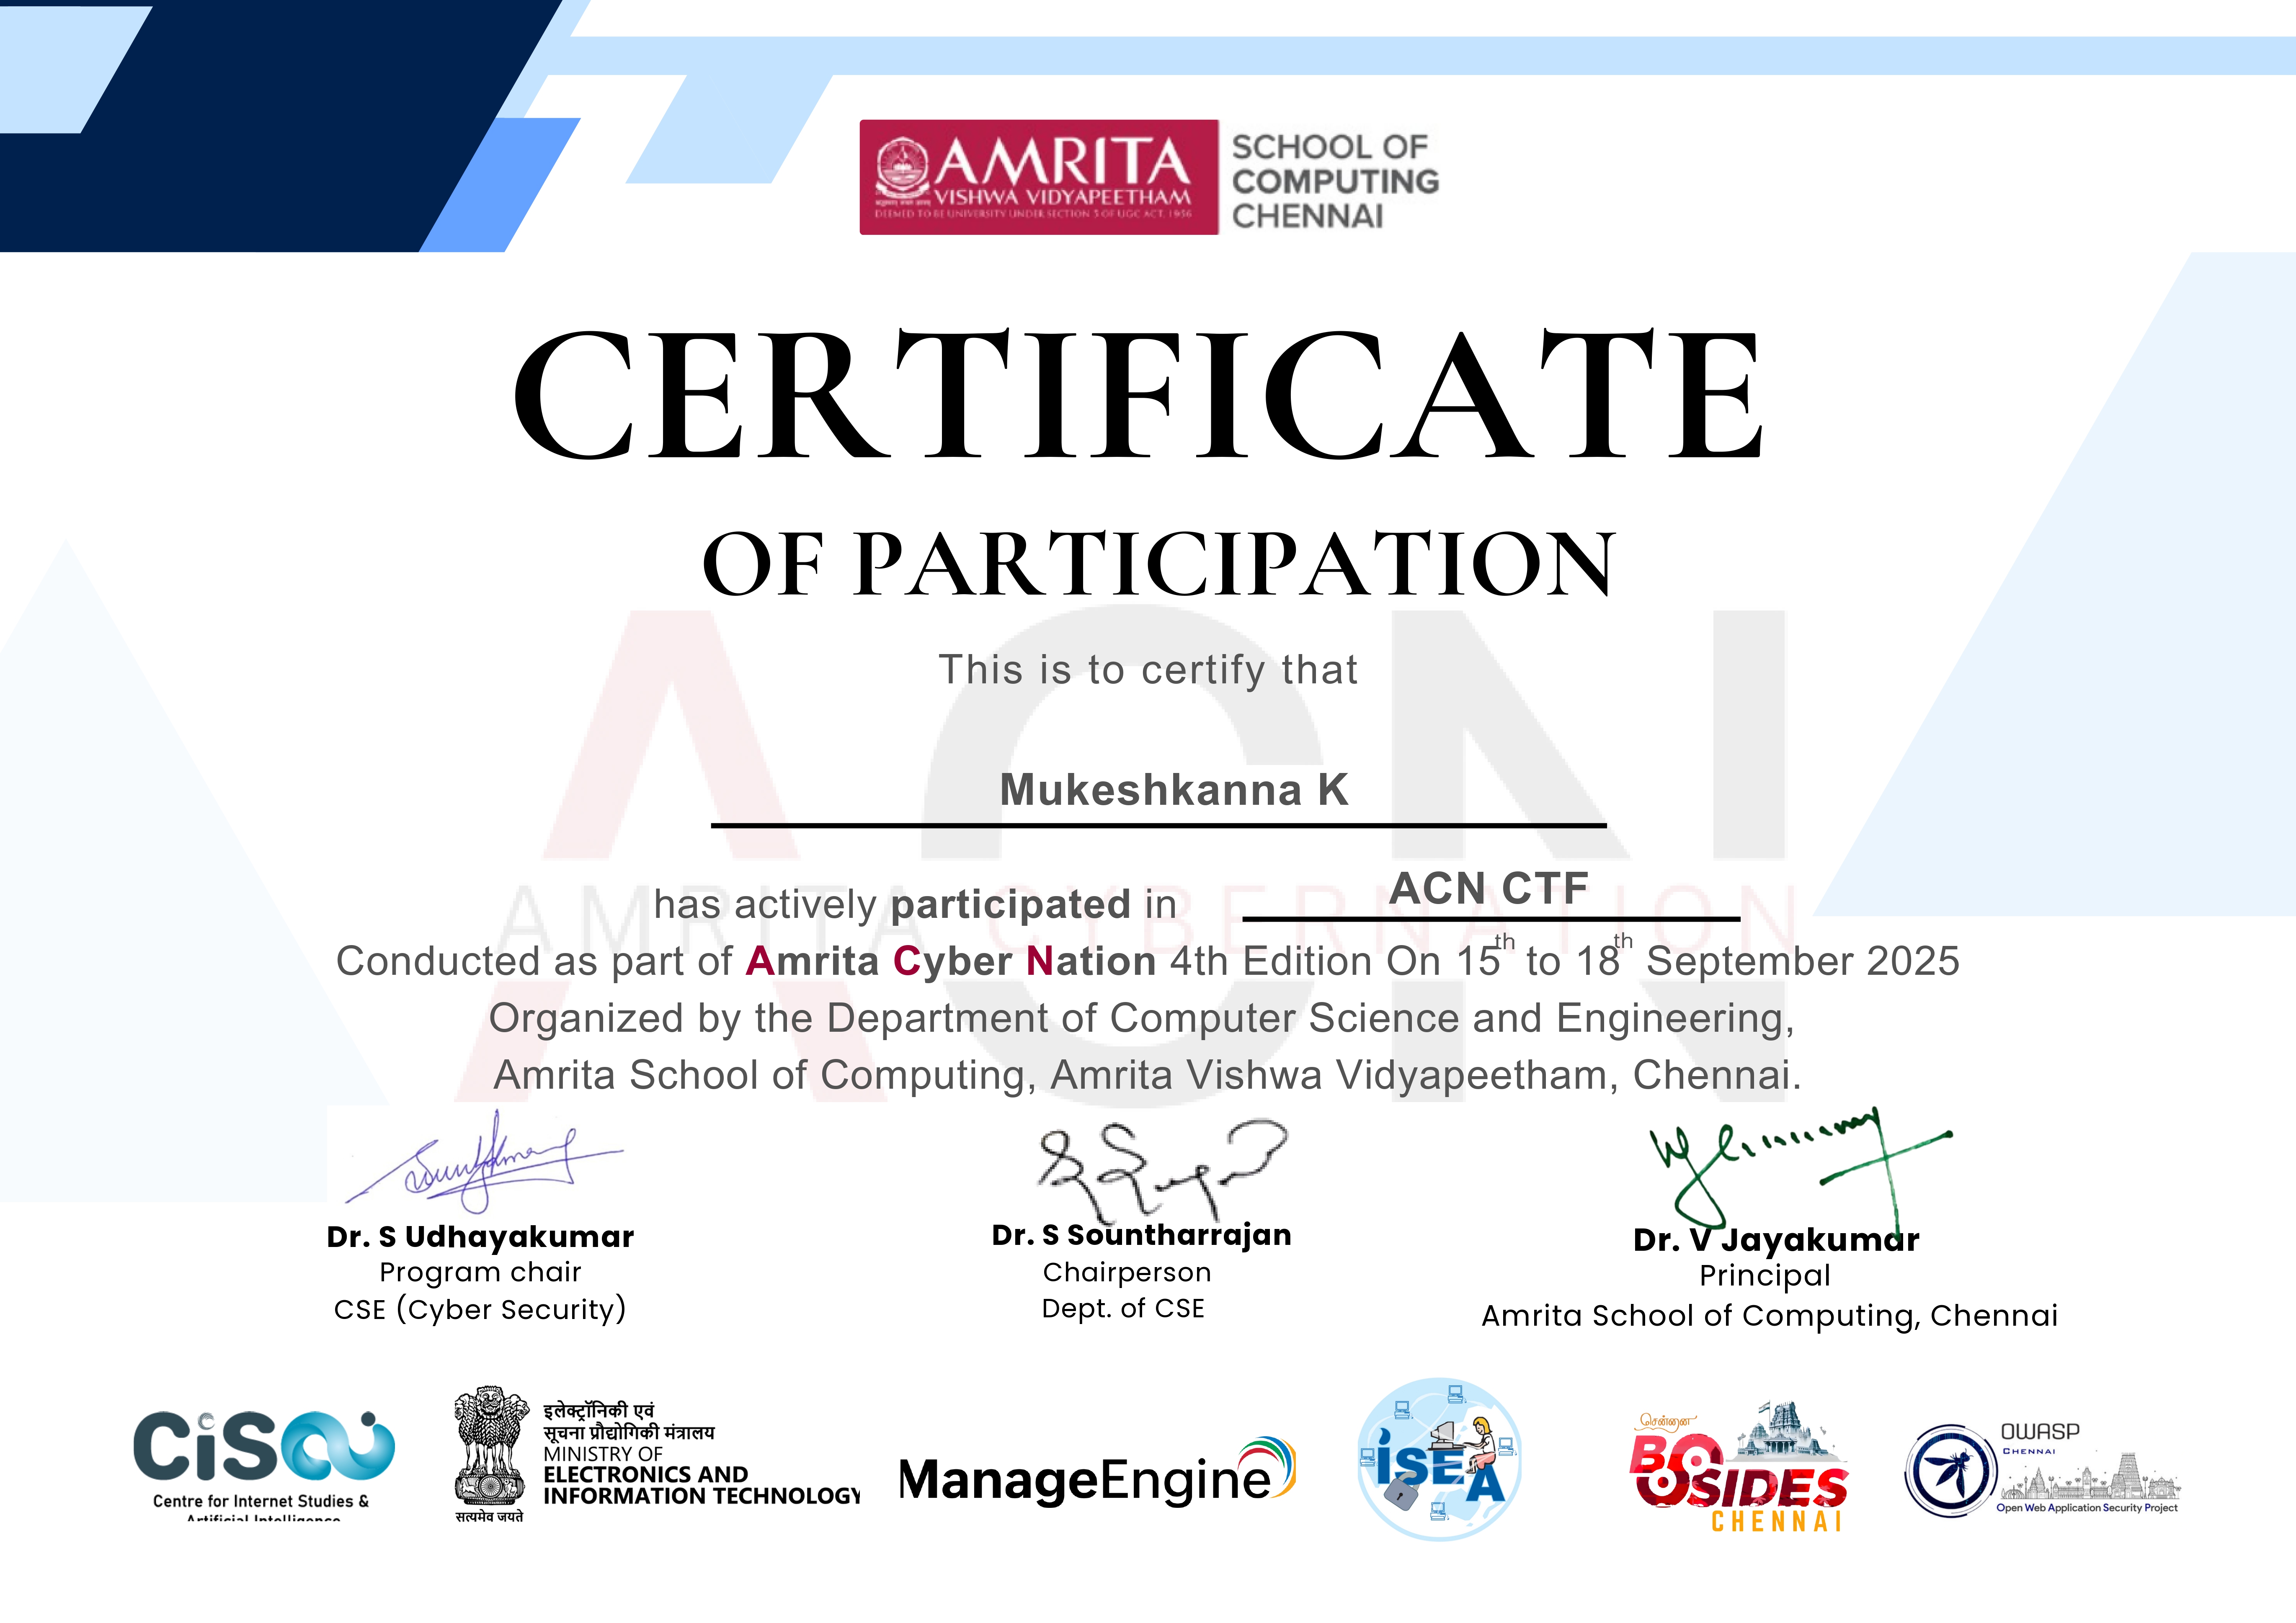 AMRITA
VISHWA VIDYAPEETHAM
DEEMED TO BE UNIVERSITY UNDER SECTION 3 OF UGC ACT, 1956
SCHOOL OF
COMPUTING
CHENNAI
CERTIFICATE
OF PARTICIPATION
ACN
AMRITA CYBERNATION
This is to certify that
Mukeshkanna K
has actively participated in ACN CTF
Conducted as part of Amrita Cyber Nation 4th Edition On 15th to 18th September 2025
Organized by the Department of Computer Science and Engineering,
Amrita School of Computing, Amrita Vishwa Vidyapeetham, Chennai.
Dr. S Udhayakumar
Program chair
CSE (Cyber Security)
Dr. S Sountharrajan
Chairperson
Dept. of CSE
Dr. V Jayakumar
Principal
Amrita School of Computing, Chennai
CiSAI
Centre for Internet Studies &
Artificial Intelligence
इलेक्ट्रॉनिकी एवं
सूचना प्रौद्योगिकी मंत्रालय
MINISTRY OF
ELECTRONICS AND
INFORMATION TECHNOLOGY
सत्यमेव जयते
ManageEngine
ISEA
சென்னை
BSIDES
CHENNAI
OWASP
CHENNAI
Open Web Application Security Project